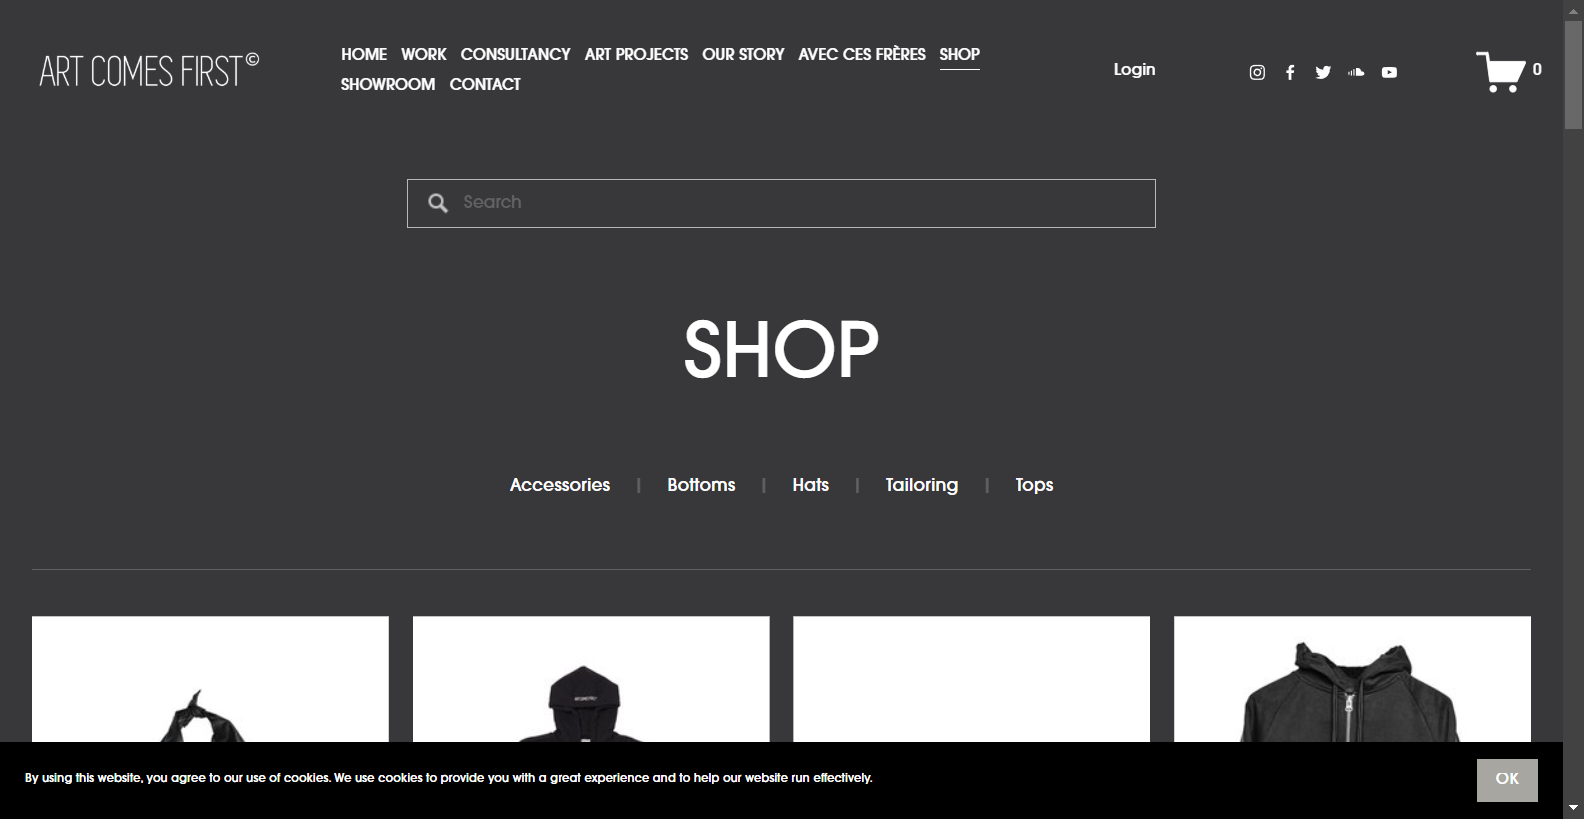 ART COMES FIRST©
HOME WORK CONSULTANCY ART PROJECTS OUR STORY AVEC CES FRÈRES SHOP
SHOWROOM CONTACT
Login
0
Search
SHOP
Accessories | Bottoms | Hats | Tailoring | Tops
By using this website, you agree to our use of cookies. We use cookies to provide you with a great experience and to help our website run effectively.
OK